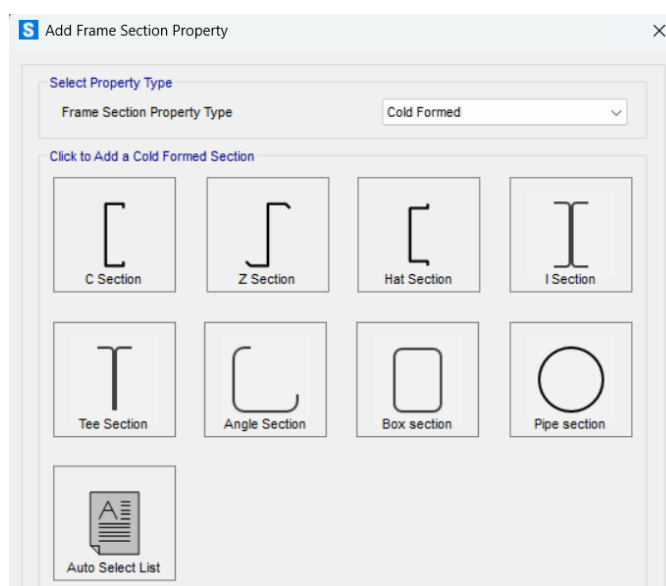 S Add Frame Section Property
Select Property Type
Frame Section Property Type Cold Formed
Click to Add a Cold Formed Section
C Section Z Section Hat Section I Section
Tee Section Angle Section Box section Pipe section
A
Auto Select List